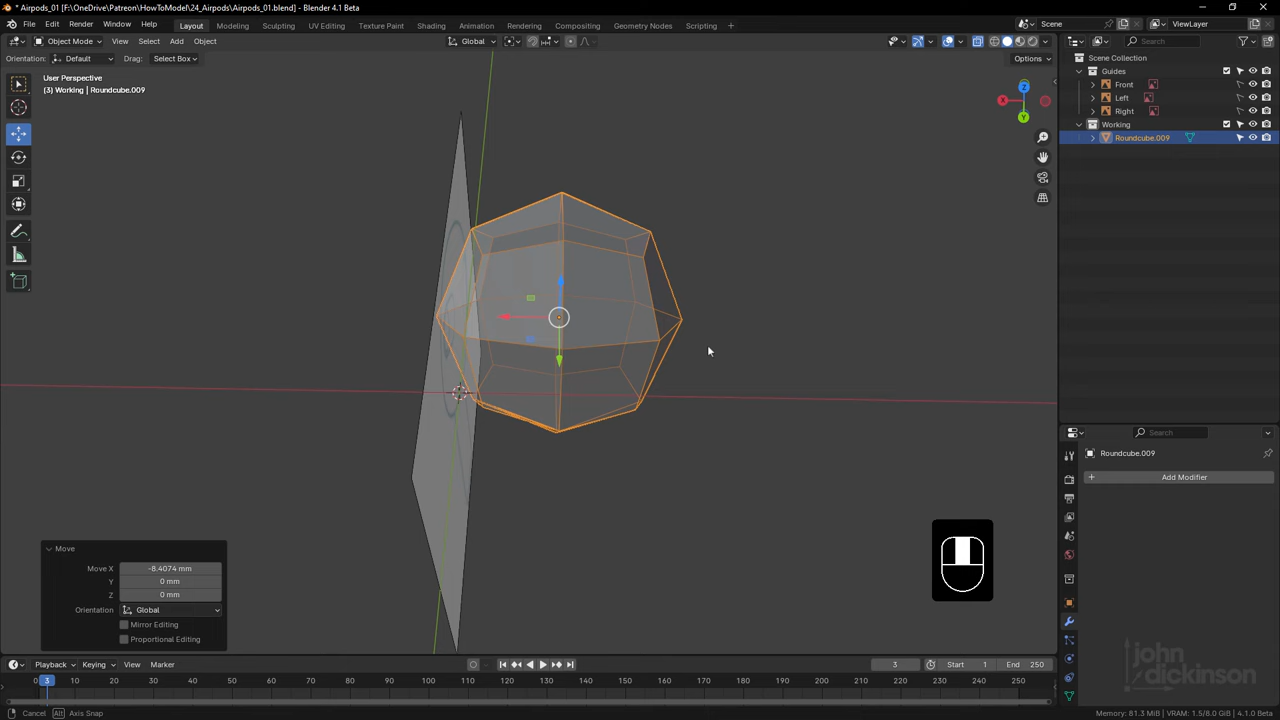 * Airpods_01 [F:\OneDrive\Patreon\HowToModel\24_Airpods\Airpods_01.blend] - Blender 4.1 Beta
File Edit Render Window Help Layout Modeling Sculpting UV Editing Texture Paint Shading Animation Rendering Compositing Geometry Nodes Scripting Scene ViewLayer
Object Mode View Select Add Object Global Search
Orientation: Default Drag: Select Box Options
Scene Collection
Guides
Front
Left
Right
Working
Roundcube.009
User Perspective
(3) Working | Roundcube.009
X
Y
Z
Search
Roundcube.009
Add Modifier
Move
Move X -8.4074 mm
Y 0 mm
Z 0 mm
Orientation Global
Mirror Editing
Proportional Editing
Playback Keying View Marker 3 Start 1 End 250
0 3 10 20 30 40 50 60 70 80 90 100 110 120 130 140 150 160 170 180 190 200 210 220 230 240 250
john
dickinson
Cancel Alt Axis Snap Memory: 81.3 MiB | VRAM: 1.5/8.0 GiB | 4.1.0 Beta